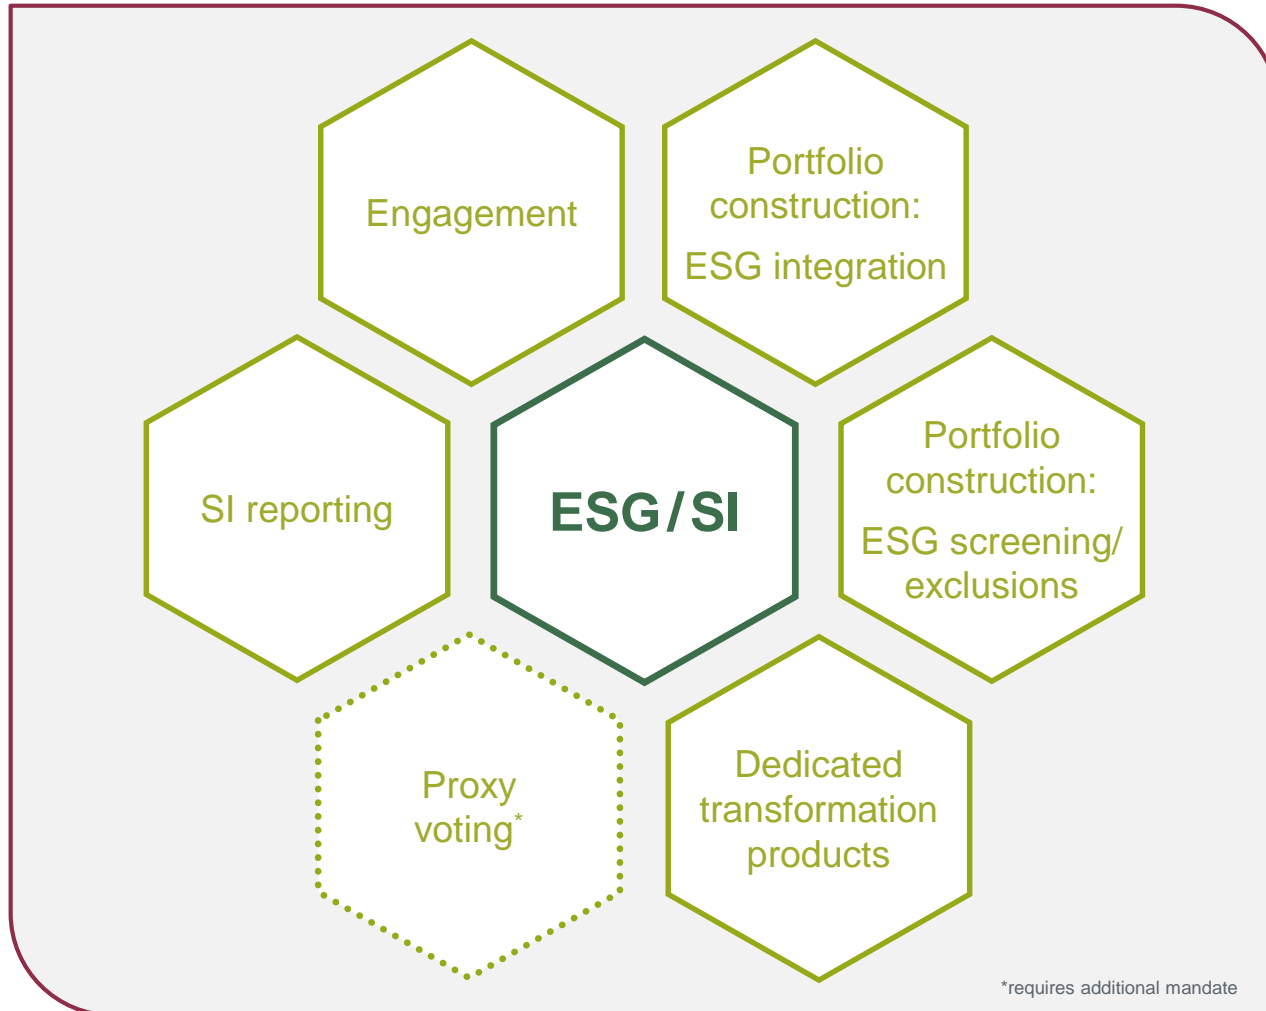 Engagement
Portfolio
construction:
ESG integration
SI reporting
ESG/SI
Portfolio
construction:
ESG screening/
exclusions
Proxy
voting*
Dedicated
transformation
products
*requires additional mandate